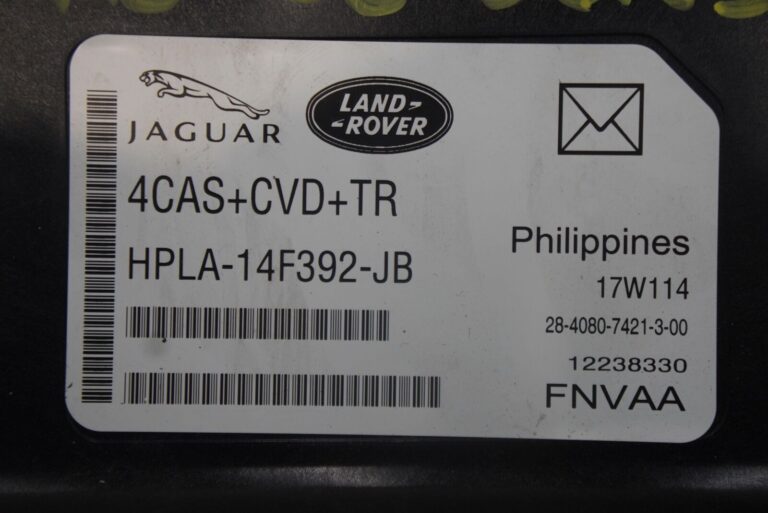 JAGUAR
LAND-
-ROVER
4CAS+CVD+TR
HPLA-14F392-JB
Philippines
17W114
28-4080-7421-3-00
12238330
FNVAA